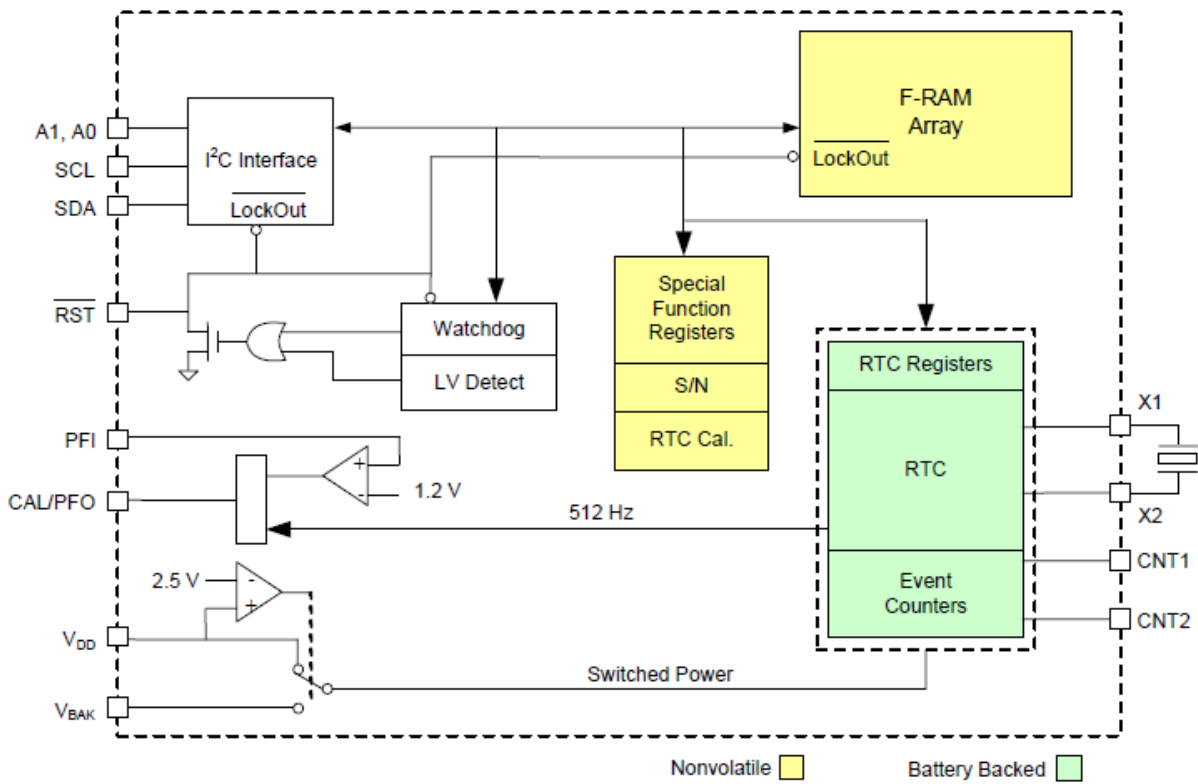 F-RAM
Array
LockOut
A1, A0
SCL
SDA
I²C Interface
LockOut
RST
Watchdog
LV Detect
Special
Function
Registers
S/N
RTC Cal.
RTC Registers
RTC
Event
Counters
X1
X2
CNT1
CNT2
PFI
CAL/PFO
1.2 V
+
-
512 Hz
2.5 V
-
+
VDD
VBAK
Switched Power
Nonvolatile
Battery Backed